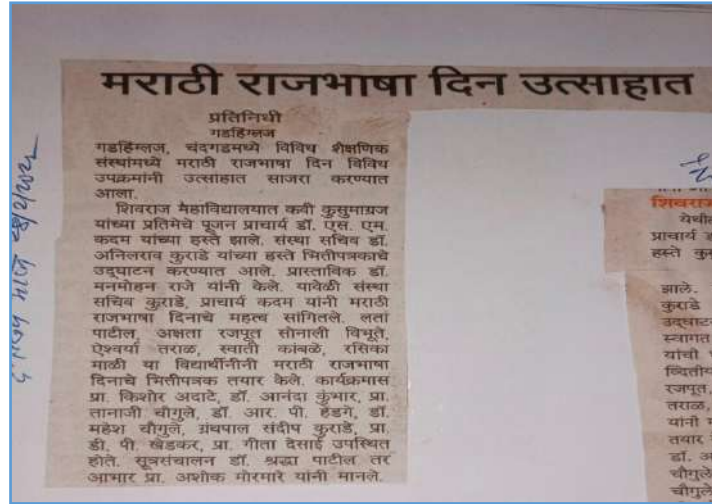 मराठी राजभाषा दिन उत्साहात
प्रतिनिधी
गडहिंग्लज
गडहिंग्लज, चंदगडमध्ये विविध शैक्षणिक
संस्थांमध्ये मराठी राजभाषा दिन विविध
उपक्रमांनी उत्साहात साजरा करण्यात
आला.
शिवराज महाविद्यालयात कवी कुसुमाग्रज
यांच्या प्रतिमेचे पूजन प्राचार्य डॉ. एस. एम.
कदम यांच्या हस्ते झाले. संस्था सचिव डॉ.
अनिलराव कुराडे यांच्या हस्ते भित्तीपत्रकाचे
उद्‌घाटन करण्यात आले. प्रास्ताविक डॉ.
मनमोहन राजे यांनी केले. यावेळी संस्था
सचिव कुराडे, प्राचार्य कदम यांनी मराठी
राजभाषा दिनाचे महत्व सांगितले. लता
पाटील, अक्षता रजपूत सोनाली विभूते,
ऐश्वर्या तराळ, स्वाती कांबळे, रसिका
माळी या विद्यार्थीनीनी मराठी राजभाषा
दिनाचे भित्तीपत्रक तयार केले. कार्यक्रमास
प्रा. किशोर अदाटे, डॉ. आनंदा कुंभार, प्रा.
तानाजी चौगुले, डॉ. आर. पी. हेंडगे, डॉ.
महेश चौगुले, ग्रंथपाल संदीप कुराडे, प्रा.
डी. पी. खेडकर, प्रा. गीता देसाई उपस्थित
होते. सूत्रसंचालन डॉ. श्रद्धा पाटील तर
आभार प्रा. अशोक मोरमारे यांनी मानले.
शिवराज
येथील
प्राचार्य ड
हस्ते कुस
झाले.
कुराडे
उद्‌घाट
स्वागत
यांची
व्दितीय
रजपूत,
तराळ,
यांनी म
तयार
डॉ. अ
चौगुले
चौगुले